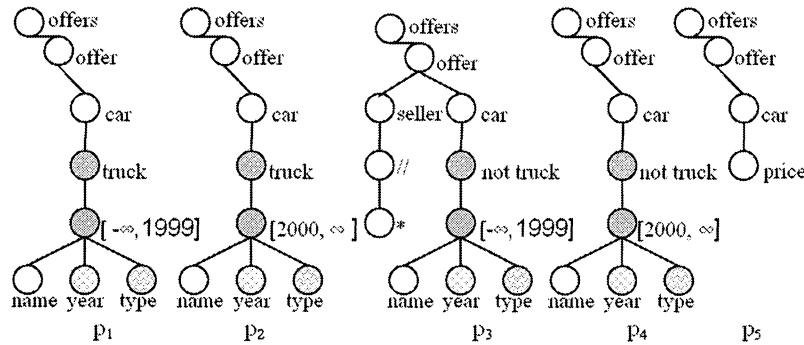 offers offers offers offers offers
offer offer offer offer offer
car car seller car car car
truck truck // not truck not truck price
[ -∞, 1999] [2000, ∞ ] * [-∞, 1999] [2000, ∞]
name year type name year type name year type name year type
p1 p2 p3 p4 p5